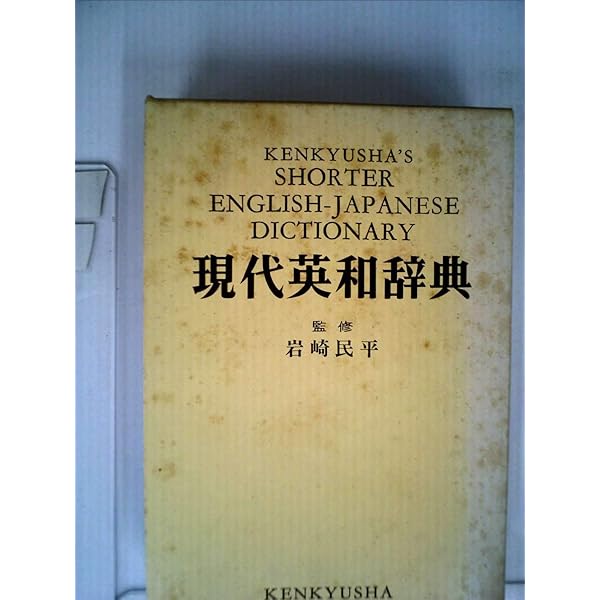 KENKYUSHA'S
SHORTER
ENGLISH-JAPANESE
DICTIONARY
現代英和辞典
監修
岩崎民平
KENKYUSHA